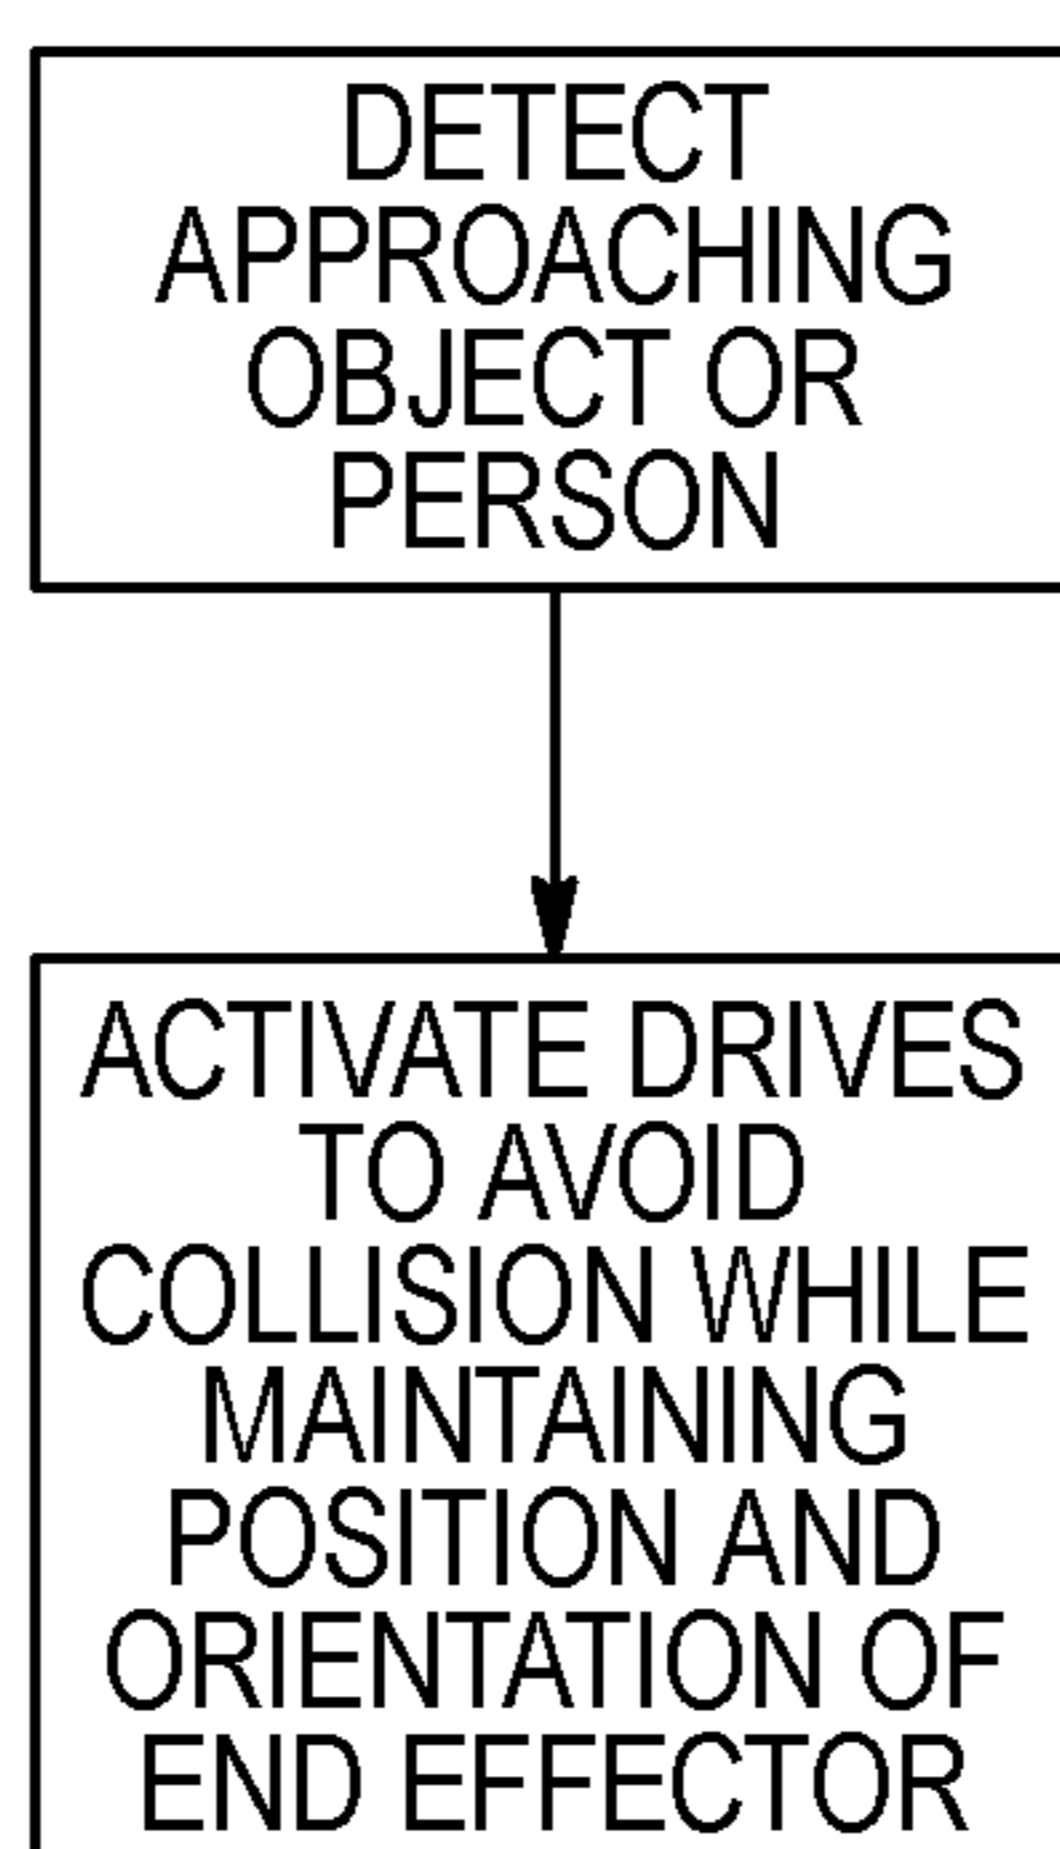 DETECT
APPROACHING
OBJECT OR
PERSON
ACTIVATE DRIVES
TO AVOID
COLLISION WHILE
MAINTAINING
POSITION AND
ORIENTATION OF
END EFFECTOR